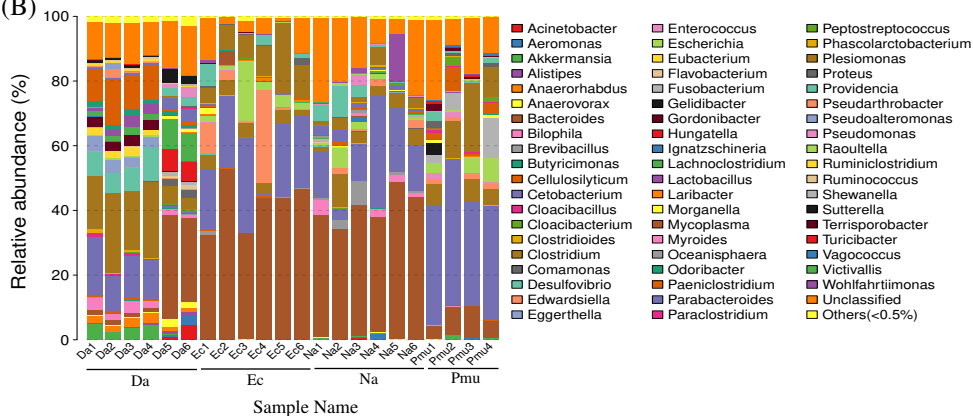 (B)
Relative abundance (%)
100
80
60
40
20
0
Da1 Da2 Da3 Da4 Da5 Da6 Ec1 Ec2 Ec3 Ec4 Ec5 Ec6 Na1 Na2 Na3 Na4 Na5 Na6 Pmu1 Pmu2 Pmu3 Pmu4
Da Ec Na Pmu
Sample Name
Acinetobacter
Aeromonas
Akkermansia
Alistipes
Anaerorhabdus
Anaerovorax
Bacteroides
Bilophila
Brevibacillus
Butyricimonas
Cellulosilyticum
Cetobacterium
Cloacibacillus
Cloacibacterium
Clostridioides
Clostridium
Comamonas
Desulfovibrio
Edwardsiella
Eggerthella
Enterococcus
Escherichia
Eubacterium
Flavobacterium
Fusobacterium
Gelidibacter
Gordonibacter
Hungatella
Ignatzschineria
Lachnoclostridium
Lactobacillus
Laribacter
Morganella
Mycoplasma
Myroides
Oceanisphaera
Odoribacter
Paeniclostridium
Parabacteroides
Paraclostridium
Peptostreptococcus
Phascolarctobacterium
Plesiomonas
Proteus
Providencia
Pseudarthrobacter
Pseudoalteromonas
Pseudomonas
Raoultella
Ruminiclostridium
Ruminococcus
Shewanella
Sutterella
Terrisporobacter
Turicibacter
Vagococcus
Victivallis
Wohlfahrtiimonas
Unclassified
Others(<0.5%)